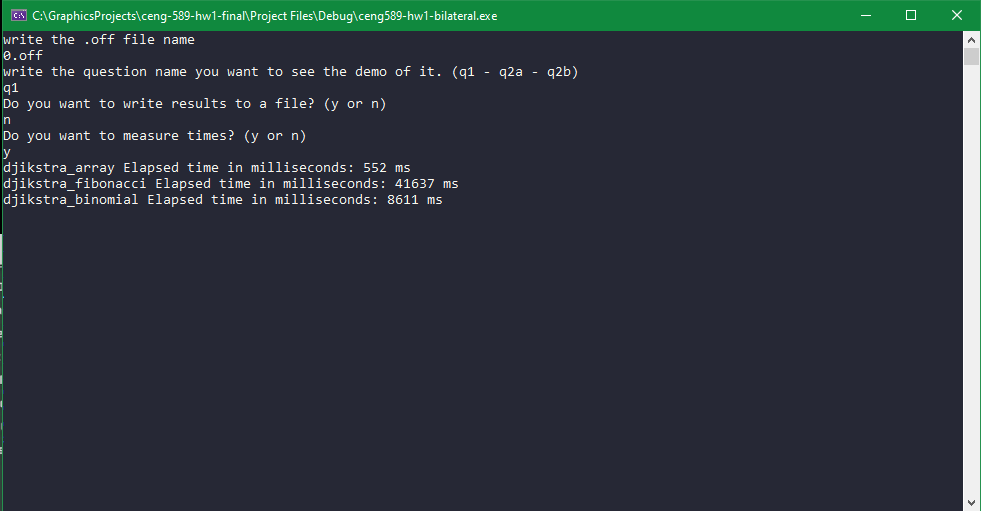 C:\GraphicsProjects\ceng-589-hw1-final\Project Files\Debug\ceng589-hw1-bilateral.exe
write the .off file name
0.off
write the question name you want to see the demo of it. (q1 - q2a - q2b)
q1
Do you want to write results to a file? (y or n)
n
Do you want to measure times? (y or n)
y
djikstra_array Elapsed time in milliseconds: 552 ms
djikstra_fibonacci Elapsed time in milliseconds: 41637 ms
djikstra_binomial Elapsed time in milliseconds: 8611 ms